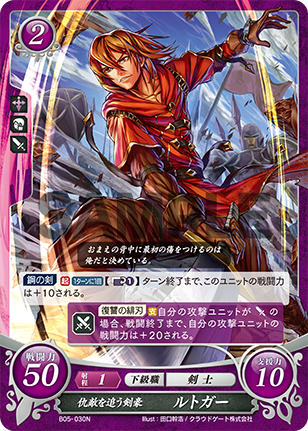 2
おまえの背中に最初の傷をつけるのは
俺だと決めている。
鋼の剣 起 1ターンに1回 ターン終了まで、このユニットの戦闘力
は+10される。
復讐の緋刃 支 自分の攻撃ユニットが
の場合、戦闘終了まで、自分の攻撃ユニットの
戦闘力は+20される。
戦闘力
50
射程 1 下級職 剣士
支援力
10
仇敵を追う剣豪 ルトガー
B05-030N
Illust:田口幹浩/クラウドゲート株式会社